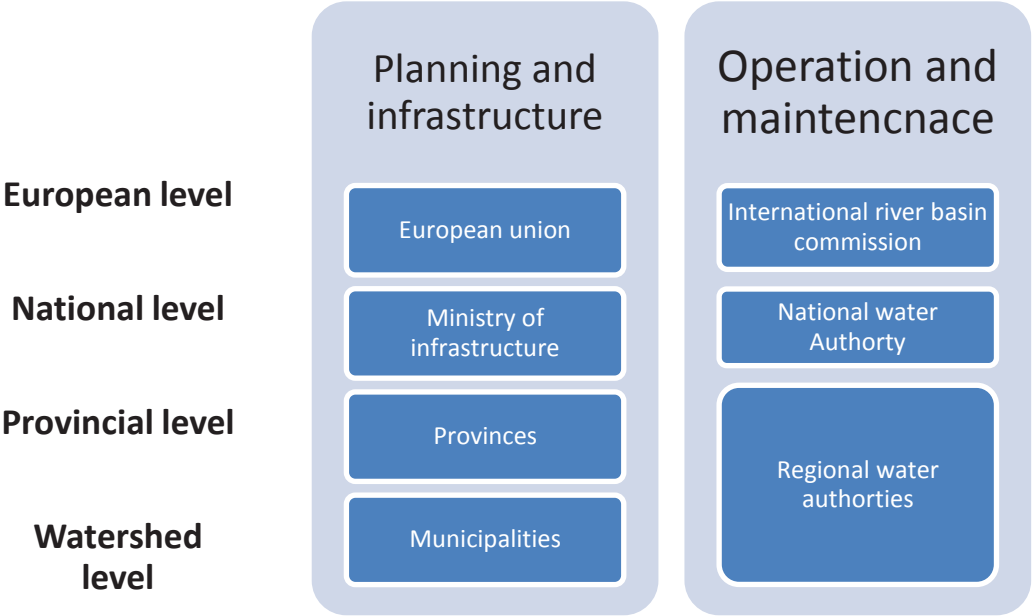 Planning and
infrastructure
Operation and
maintencnace
European level
European union
International river basin
commission
National level
Ministry of
infrastructure
National water
Authorty
Provincial level
Provinces
Regional water
authorties
Watershed
level
Municipalities